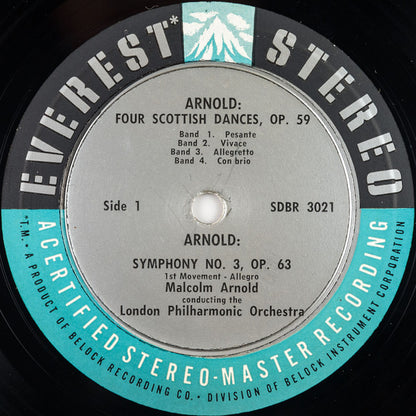 EVEREST* STEREO
ARNOLD:
FOUR SCOTTISH DANCES, OP. 59
Band 1. Pesante
Band 2. Vivace
Band 3. Allegretto
Band 4. Con brio
Side 1 SDBR 3021
ARNOLD:
SYMPHONY NO. 3, OP. 63
1st Movement - Allegro
Malcolm Arnold
conducting the
London Philharmonic Orchestra
A CERTIFIED STEREO-MASTER RECORDING
*T.M. • A PRODUCT OF BELOCK RECORDING CO. • DIVISION OF BELOCK INSTRUMENT CORPORATION